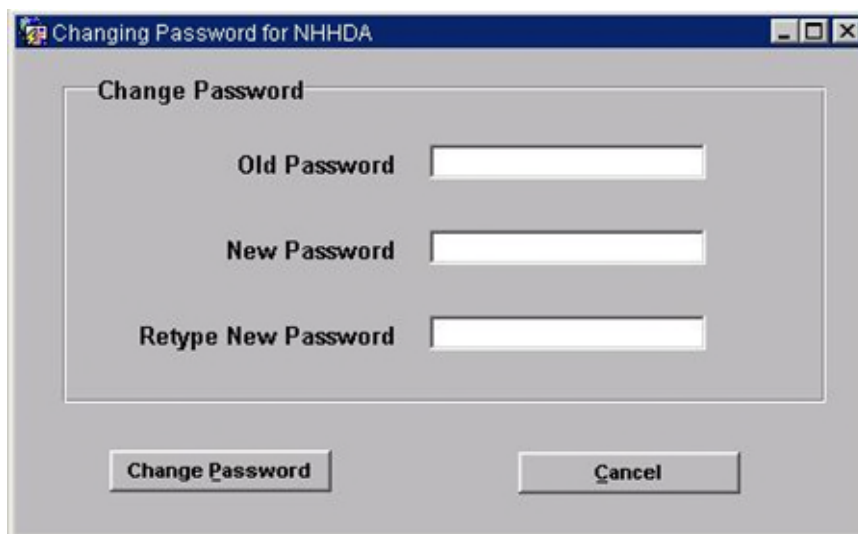 Changing Password for NHHDA
Change Password
Old Password
New Password
Retype New Password
Change Password
Cancel